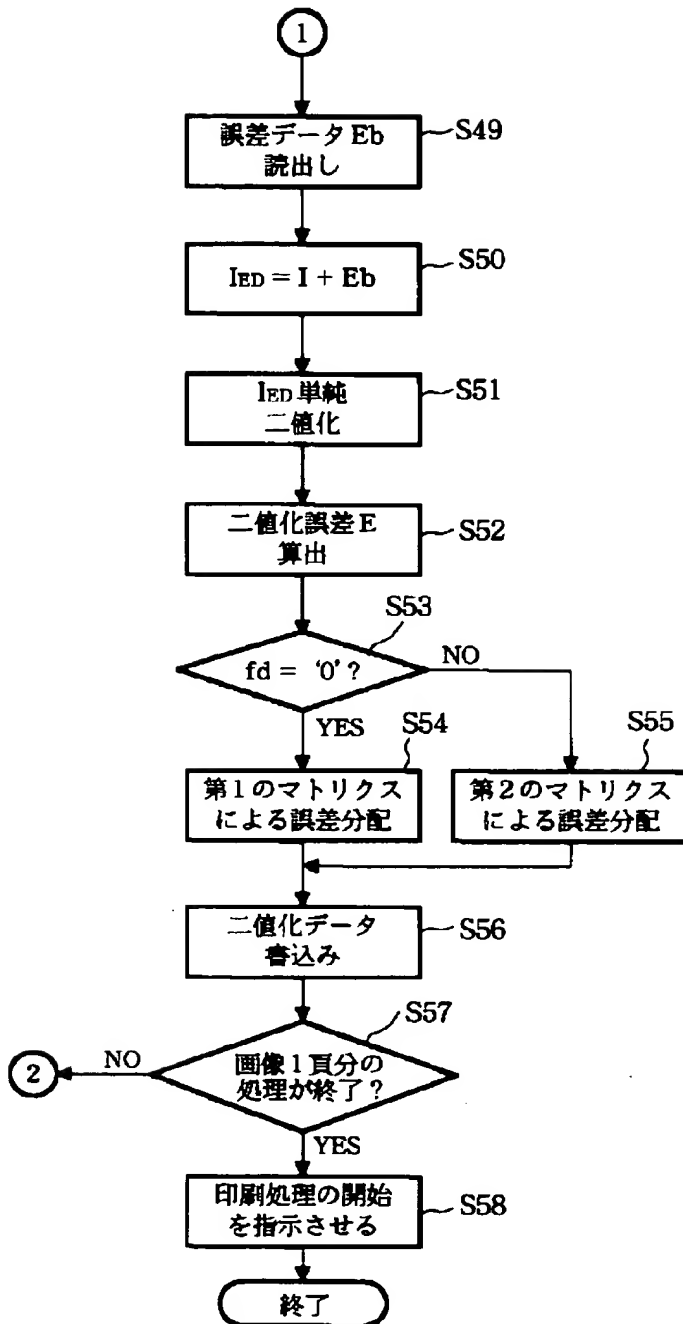 1
誤差データ Eb
読出し
S49
IED = I + Eb
S50
IED 単純
二値化
S51
二値化誤差 E
算出
S52
S53
fd = '0' ?
NO
YES
S54
S55
第1のマトリクス
による誤差分配
第2のマトリクス
による誤差分配
二値化データ
書込み
S56
S57
画像1頁分の
処理が終了?
NO
2
YES
印刷処理の開始
を指示させる
S58
終了